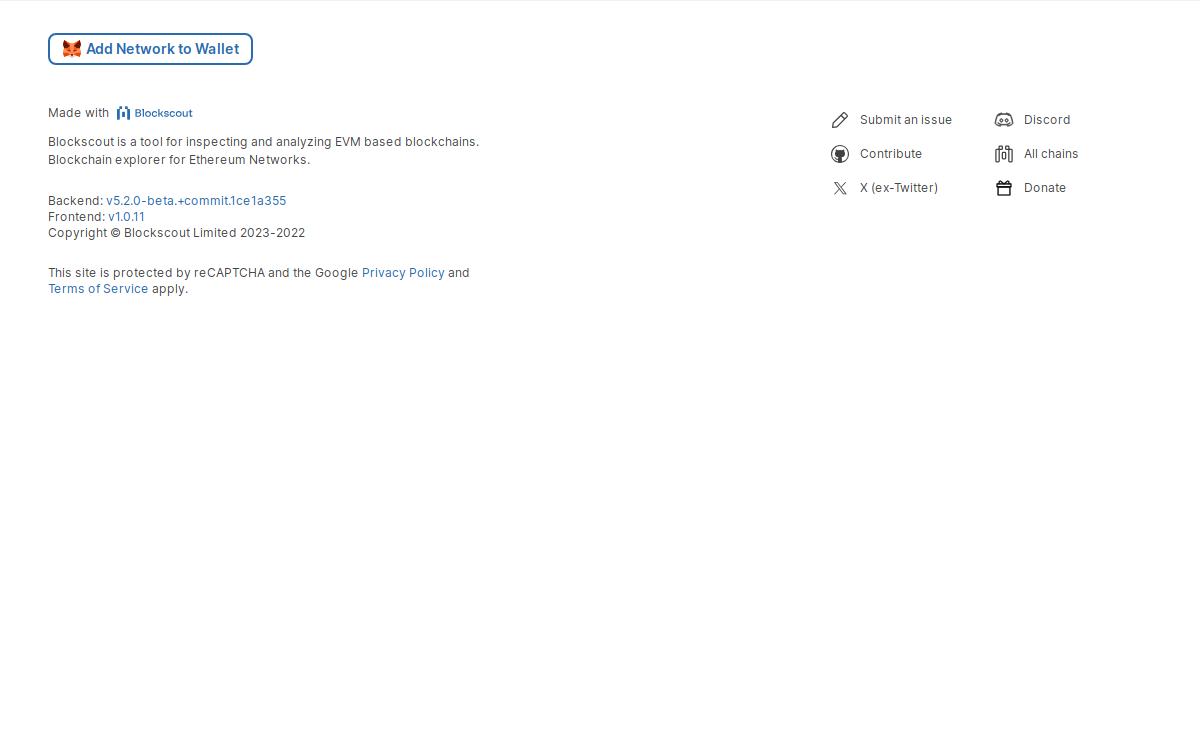 Add Network to Wallet
Made with Blockscout
Blockscout is a tool for inspecting and analyzing EVM based blockchains.
Blockchain explorer for Ethereum Networks.
Backend: v5.2.0-beta.+commit.1ce1a355
Frontend: v1.0.11
Copyright © Blockscout Limited 2023-2022
This site is protected by reCAPTCHA and the Google Privacy Policy and
Terms of Service apply.
Submit an issue
Contribute
X (ex-Twitter)
Discord
All chains
Donate